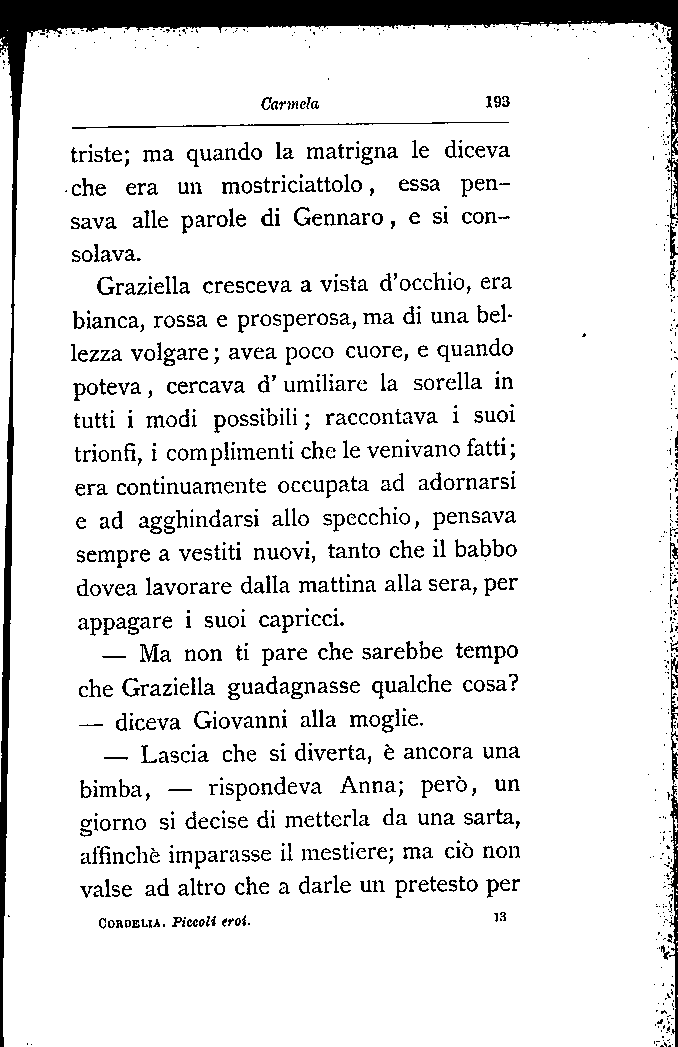 Carmela 193
triste; ma quando la matrigna le diceva
che era un mostriciattolo, essa pen-
sava alle parole di Gennaro, e si con-
solava.
Graziella cresceva a vista d'occhio, era
bianca, rossa e prosperosa, ma di una bel-
lezza volgare; avea poco cuore, e quando
poteva, cercava d'umiliare la sorella in
tutti i modi possibili; raccontava i suoi
trionfi, i complimenti che le venivano fatti;
era continuamente occupata ad adornarsi
e ad agghindarsi allo specchio, pensava
sempre a vestiti nuovi, tanto che il babbo
dovea lavorare dalla mattina alla sera, per
appagare i suoi capricci.
— Ma non ti pare che sarebbe tempo
che Graziella guadagnasse qualche cosa?
— diceva Giovanni alla moglie.
— Lascia che si diverta, è ancora una
bimba, — rispondeva Anna; però, un
giorno si decise di metterla da una sarta,
affinchè imparasse il mestiere; ma ciò non
valse ad altro che a darle un pretesto per
CORDELIA. Piccoli eroi. 13